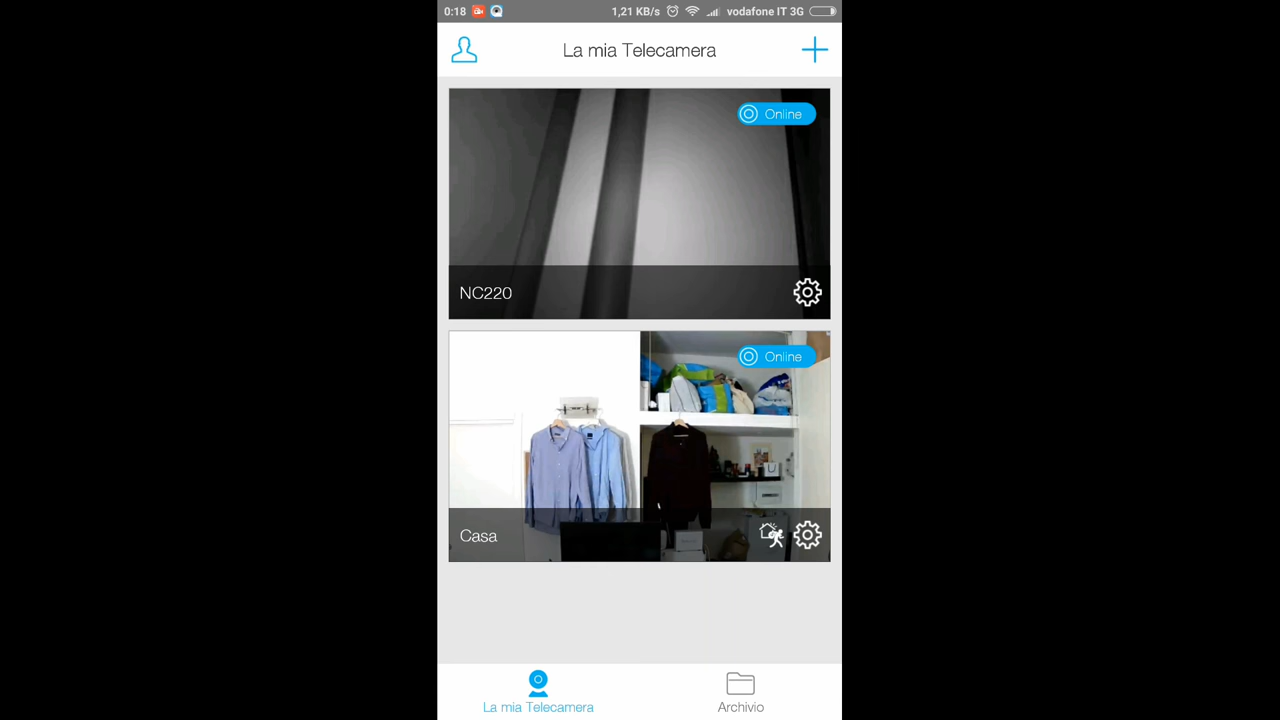 0:18 1,21 KB/s vodafone IT 3G
La mia Telecamera
Online
NC220
Online
Casa
La mia Telecamera
Archivio